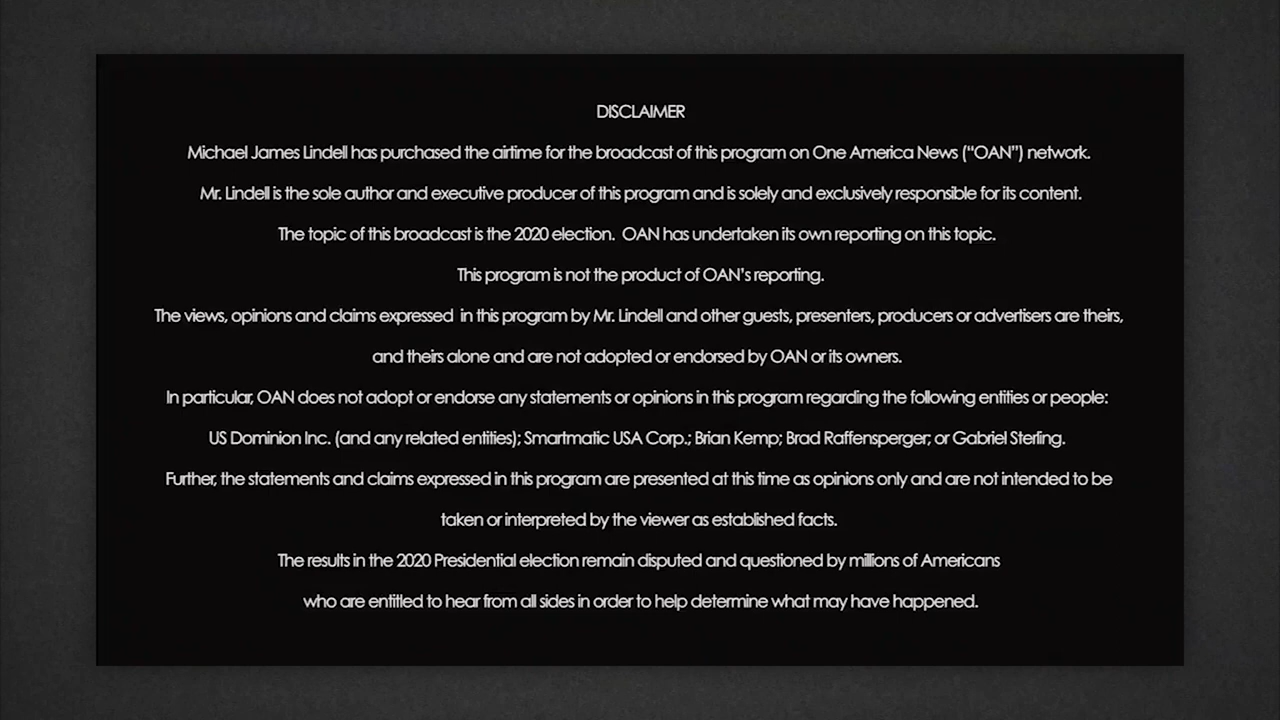 DISCLAIMER
Michael James Lindell has purchased the airtime for the broadcast of this program on One America News (“OAN”) network.
Mr. Lindell is the sole author and executive producer of this program and is solely and exclusively responsible for its content.
The topic of this broadcast is the 2020 election.  OAN has undertaken its own reporting on this topic.
This program is not the product of OAN’s reporting.
The views, opinions and claims expressed  in this program by Mr. Lindell and other guests, presenters, producers or advertisers are theirs,
and theirs alone and are not adopted or endorsed by OAN or its owners.
In particular, OAN does not adopt or endorse any statements or opinions in this program regarding the following entities or people:
US Dominion Inc. (and any related entities); Smartmatic USA Corp.; Brian Kemp; Brad Raffensperger; or Gabriel Sterling.
Further, the statements and claims expressed in this program are presented at this time as opinions only and are not intended to be
taken or interpreted by the viewer as established facts.
The results in the 2020 Presidential election remain disputed and questioned by millions of Americans
who are entitled to hear from all sides in order to help determine what may have happened.